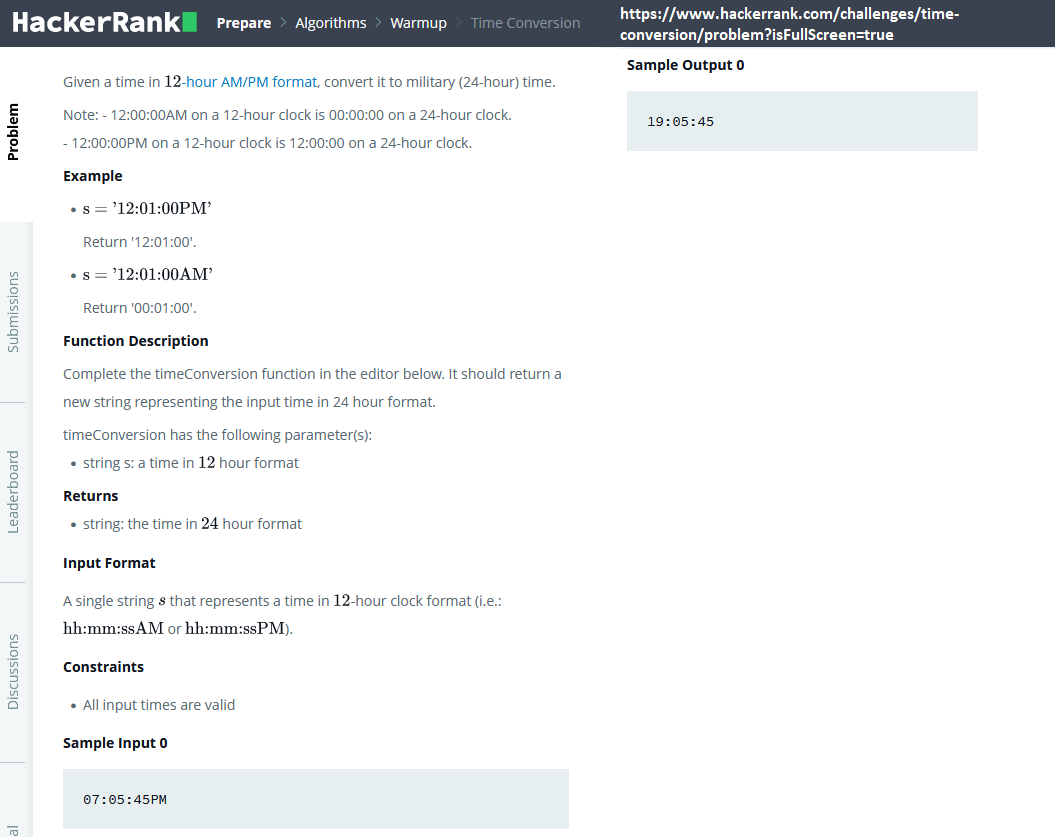 HackerRank
Prepare > Algorithms > Warmup > Time Conversion
https://www.hackerrank.com/challenges/time-
conversion/problem?isFullScreen=true
Problem
Submissions
Leaderboard
Discussions
al
Given a time in 12-hour AM/PM format, convert it to military (24-hour) time.
Note: - 12:00:00AM on a 12-hour clock is 00:00:00 on a 24-hour clock.
- 12:00:00PM on a 12-hour clock is 12:00:00 on a 24-hour clock.
Example
• s = ’12:01:00PM’
Return '12:01:00'.
• s = ’12:01:00AM’
Return '00:01:00'.
Function Description
Complete the timeConversion function in the editor below. It should return a
new string representing the input time in 24 hour format.
timeConversion has the following parameter(s):
• string s: a time in 12 hour format
Returns
• string: the time in 24 hour format
Input Format
A single string s that represents a time in 12-hour clock format (i.e.:
hh:mm:ssAM or hh:mm:ssPM).
Constraints
• All input times are valid
Sample Input 0
07:05:45PM
Sample Output 0
19:05:45